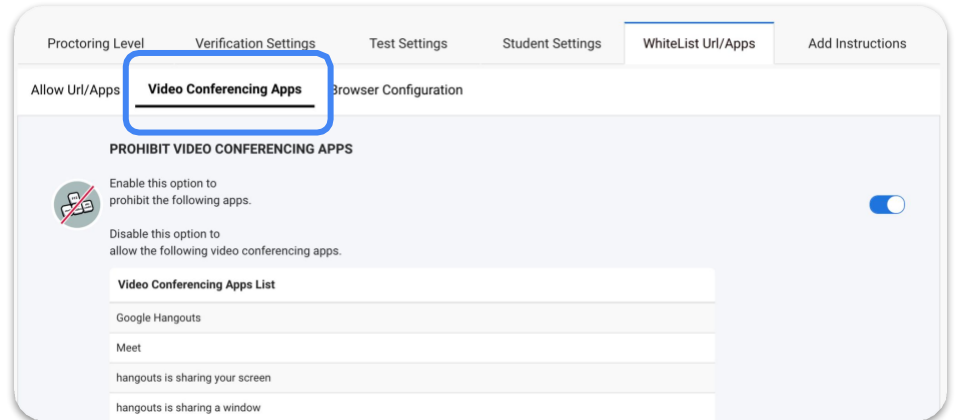 Proctoring Level Verification Settings Test Settings Student Settings WhiteList Url/Apps Add Instructions
Allow Url/Apps Video Conferencing Apps Browser Configuration
PROHIBIT VIDEO CONFERENCING APPS
Enable this option to
prohibit the following apps.
Disable this option to
allow the following video conferencing apps.
Video Conferencing Apps List
Google Hangouts
Meet
hangouts is sharing your screen
hangouts is sharing a window